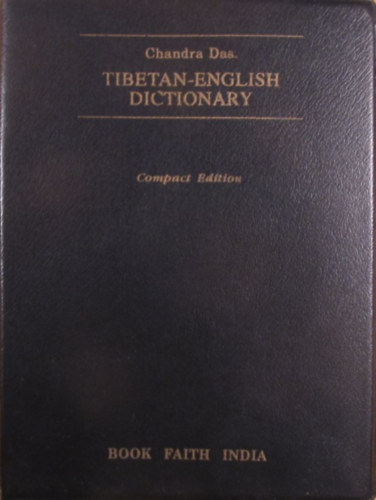 Chandra Das.
TIBETAN-ENGLISH
DICTIONARY
Compact Edition
BOOK FAITH INDIA